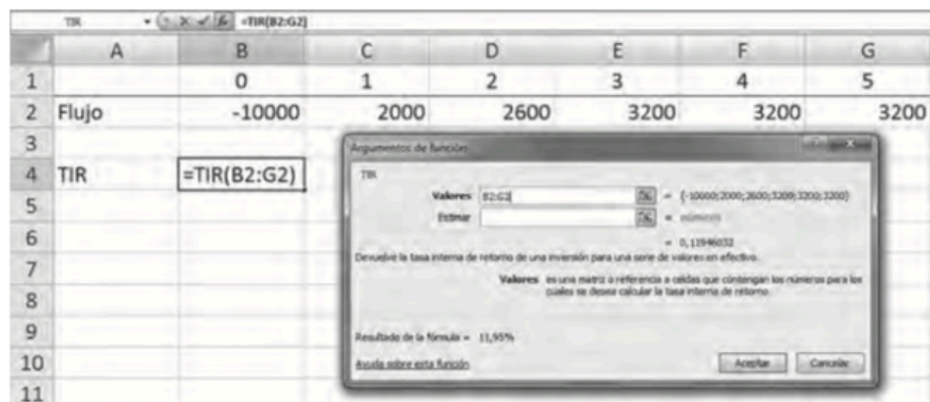 TIR =TIR(B2:G2)
A B C D E F G
1 0 1 2 3 4 5
2 Flujo -10000 2000 2600 3200 3200 3200
3
4 TIR =TIR(B2:G2)
5
6
7
8
9
10
11
Argumentos de función
TIR
Valores B2:G2 = {-10000;2000;2600;3200;3200;3200}
Estimar = números
= 0,11946032
Devuelve la tasa interna de retorno de una inversión para una serie de valores en efectivo.
Valores es una matriz o referencia a celdas que contengan los números para los
cuales se desea calcular la tasa interna de retorno.
Resultado de la fórmula = 11,95%
Ayuda sobre esta función
Aceptar Cancelar